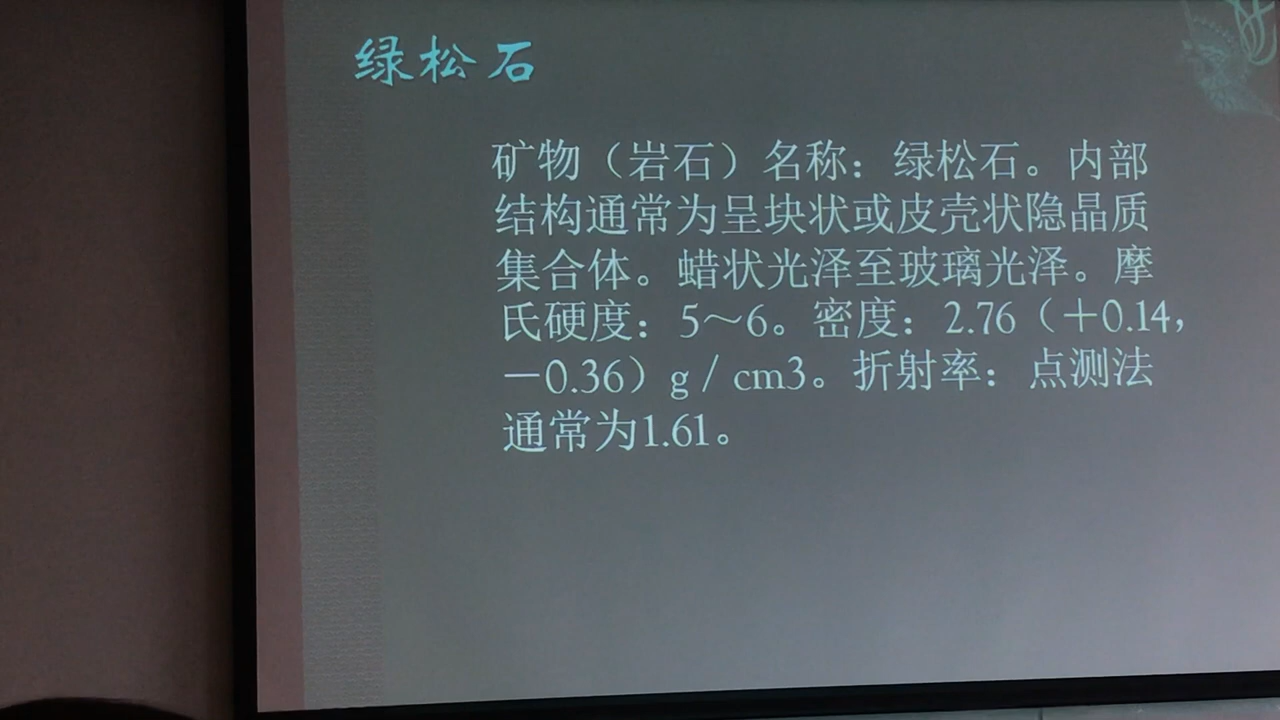 绿松石
矿物（岩石）名称：绿松石。内部
结构通常为呈块状或皮壳状隐晶质
集合体。蜡状光泽至玻璃光泽。摩
氏硬度：5～6。密度：2.76（＋0.14，
－0.36）g／cm3。折射率：点测法
通常为1.61。